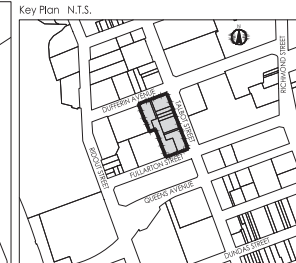 Key Plan N.T.S.
DUFFERIN AVENUE
TALBOT STREET
RICHMOND STREET
RIDOUT STREET
FULLARTON STREET
QUEENS AVENUE
DUNDAS STREET